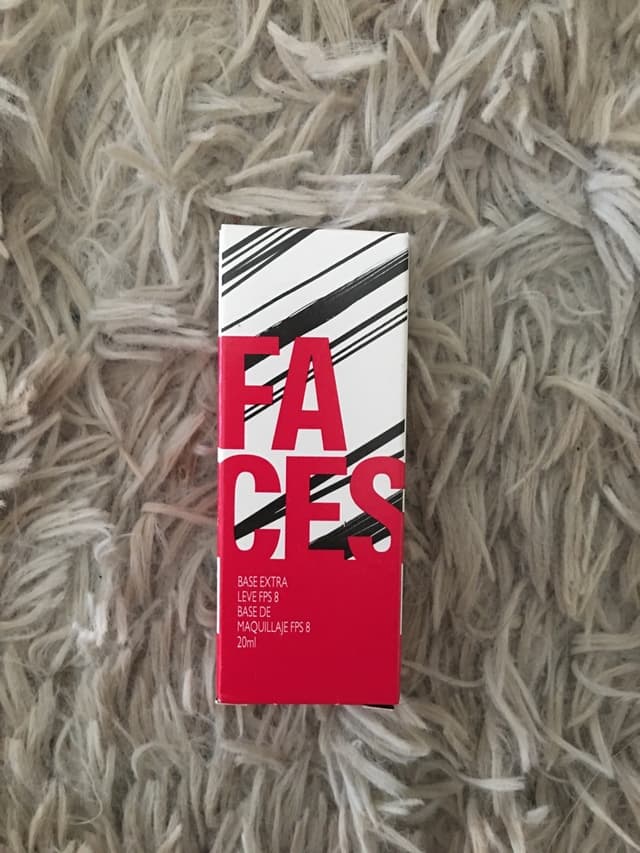 FA
CES
BASE EXTRA
LEVE FPS 8
BASE DE
MAQUILLAJE FPS 8
20ml